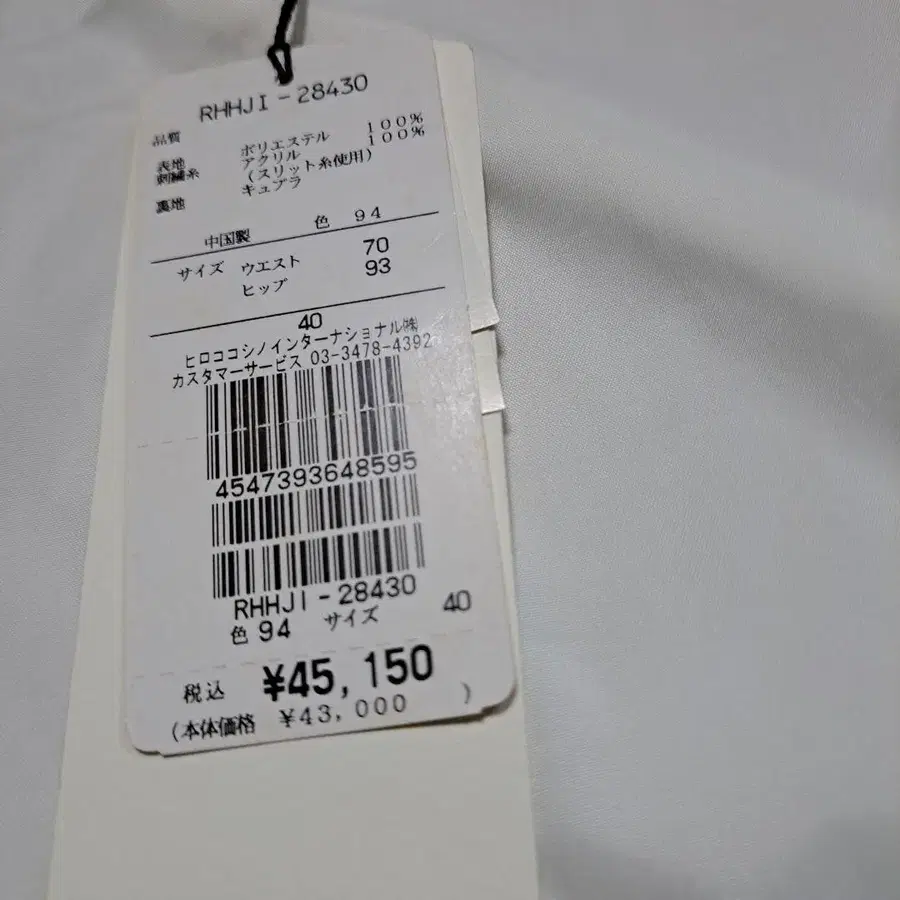 RHHJI-28430
品質
表地 ポリエステル 100%
刺繍糸 アクリル 100%
(スリット糸使用)
裏地 キュプラ
中国製 色 94
サイズ ウエスト 70
ヒップ 93
40
ヒロココシノインターナショナル㈱
カスタマーサービス 03-3478-4392
4547393648595
RHHJI-28430
色 94 サイズ 40
税込 ¥45,150
(本体価格 ¥43,000 )